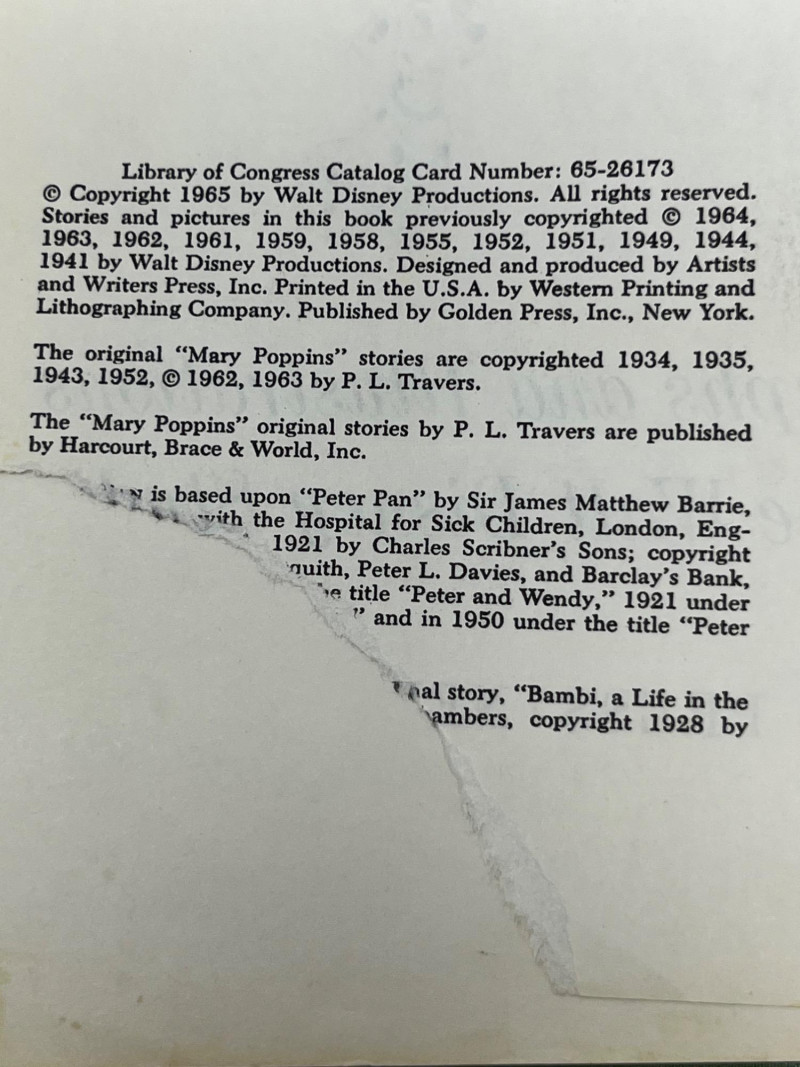 Library of Congress Catalog Card Number: 65-26173
© Copyright 1965 by Walt Disney Productions. All rights reserved.
Stories and pictures in this book previously copyrighted © 1964,
1963, 1962, 1961, 1959, 1958, 1955, 1952, 1951, 1949, 1944,
1941 by Walt Disney Productions. Designed and produced by Artists
and Writers Press, Inc. Printed in the U.S.A. by Western Printing and
Lithographing Company. Published by Golden Press, Inc., New York.
The original “Mary Poppins” stories are copyrighted 1934, 1935,
1943, 1952, © 1962, 1963 by P. L. Travers.
The “Mary Poppins” original stories by P. L. Travers are published
by Harcourt, Brace & World, Inc.
is based upon “Peter Pan” by Sir James Matthew Barrie,
with the Hospital for Sick Children, London, Eng-
1921 by Charles Scribner’s Sons; copyright
quith, Peter L. Davies, and Barclay’s Bank,
title “Peter and Wendy,” 1921 under
” and in 1950 under the title “Peter
story, “Bambi, a Life in the
ambers, copyright 1928 by